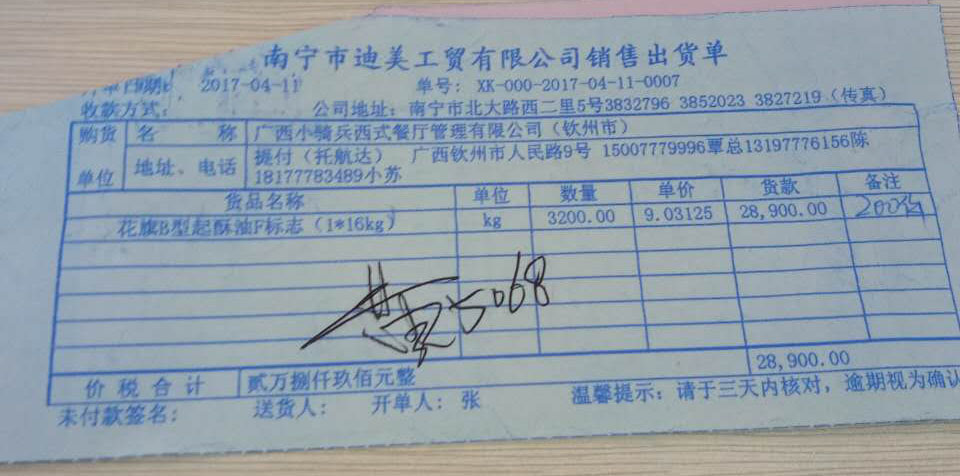 南宁市迪美工贸有限公司销售出货单
开单日期: 2017-04-11 单号: XK-000-2017-04-11-0007
收款方式: 公司地址: 南宁市北大路西二里5号3832796 3852023 3827219(传真)
购货单位 名称 广西小骑兵西式餐厅管理有限公司(钦州市)
地址、电话 提付(托航达) 广西钦州市人民路9号 15007779996覃总13197776156陈
18177783489小苏
货品名称 单位 数量 单价 货款 备注
花旗B型起酥油F标志(1*16kg) kg 3200.00 9.03125 28,900.00 200件
5068
28,900.00
价税合计 贰万捌仟玖佰元整
未付款签名: 送货人: 开单人: 张 温馨提示: 请于三天内核对, 逾期视为确认